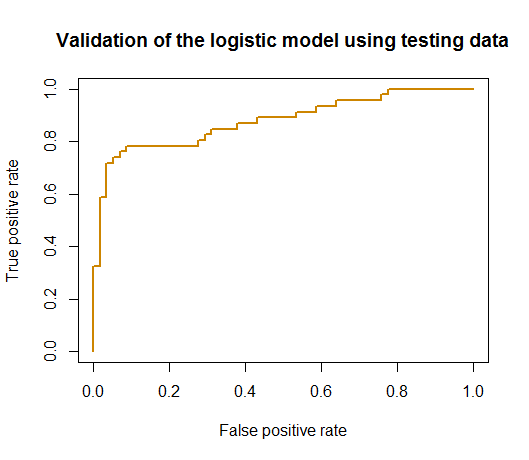 Validation of the logistic model using testing data
True positive rate
1.0
0.8
0.6
0.4
0.2
0.0
0.0 0.2 0.4 0.6 0.8 1.0
False positive rate